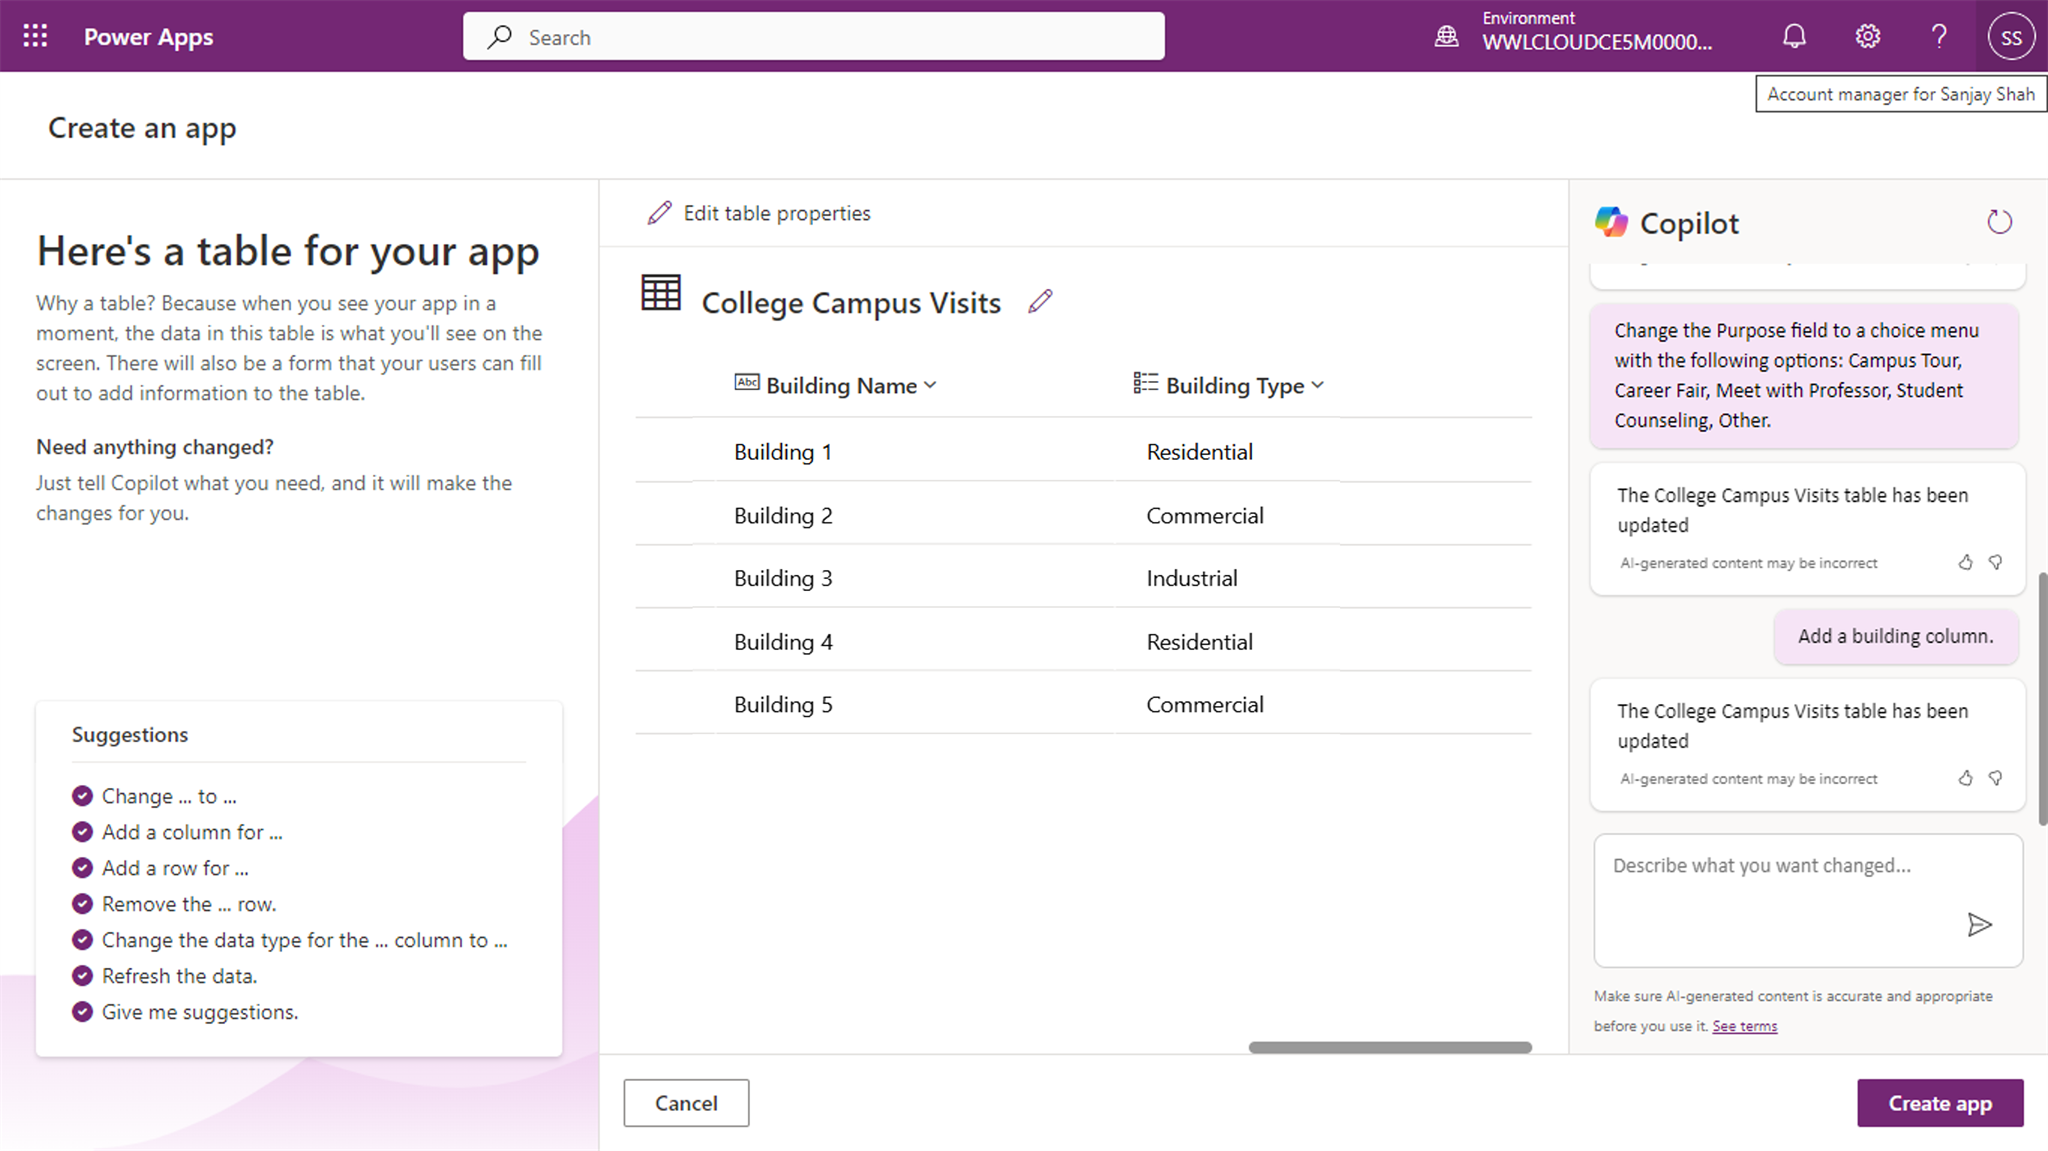 Power Apps
Search
Environment
WWLCLOUDCE5M0000...
SS
Account manager for Sanjay Shah
Create an app
Here's a table for your app
Why a table? Because when you see your app in a
moment, the data in this table is what you'll see on the
screen. There will also be a form that your users can fill
out to add information to the table.
Need anything changed?
Just tell Copilot what you need, and it will make the
changes for you.
Suggestions
Change ... to ...
Add a column for ...
Add a row for ...
Remove the ... row.
Change the data type for the ... column to ...
Refresh the data.
Give me suggestions.
Edit table properties
College Campus Visits
Abc Building Name Building Type
Building 1 Residential
Building 2 Commercial
Building 3 Industrial
Building 4 Residential
Building 5 Commercial
Cancel
Copilot
Change the Purpose field to a choice menu
with the following options: Campus Tour,
Career Fair, Meet with Professor, Student
Counseling, Other.
The College Campus Visits table has been
updated
AI-generated content may be incorrect
Add a building column.
The College Campus Visits table has been
updated
AI-generated content may be incorrect
Describe what you want changed...
Make sure AI-generated content is accurate and appropriate
before you use it. See terms
Create app